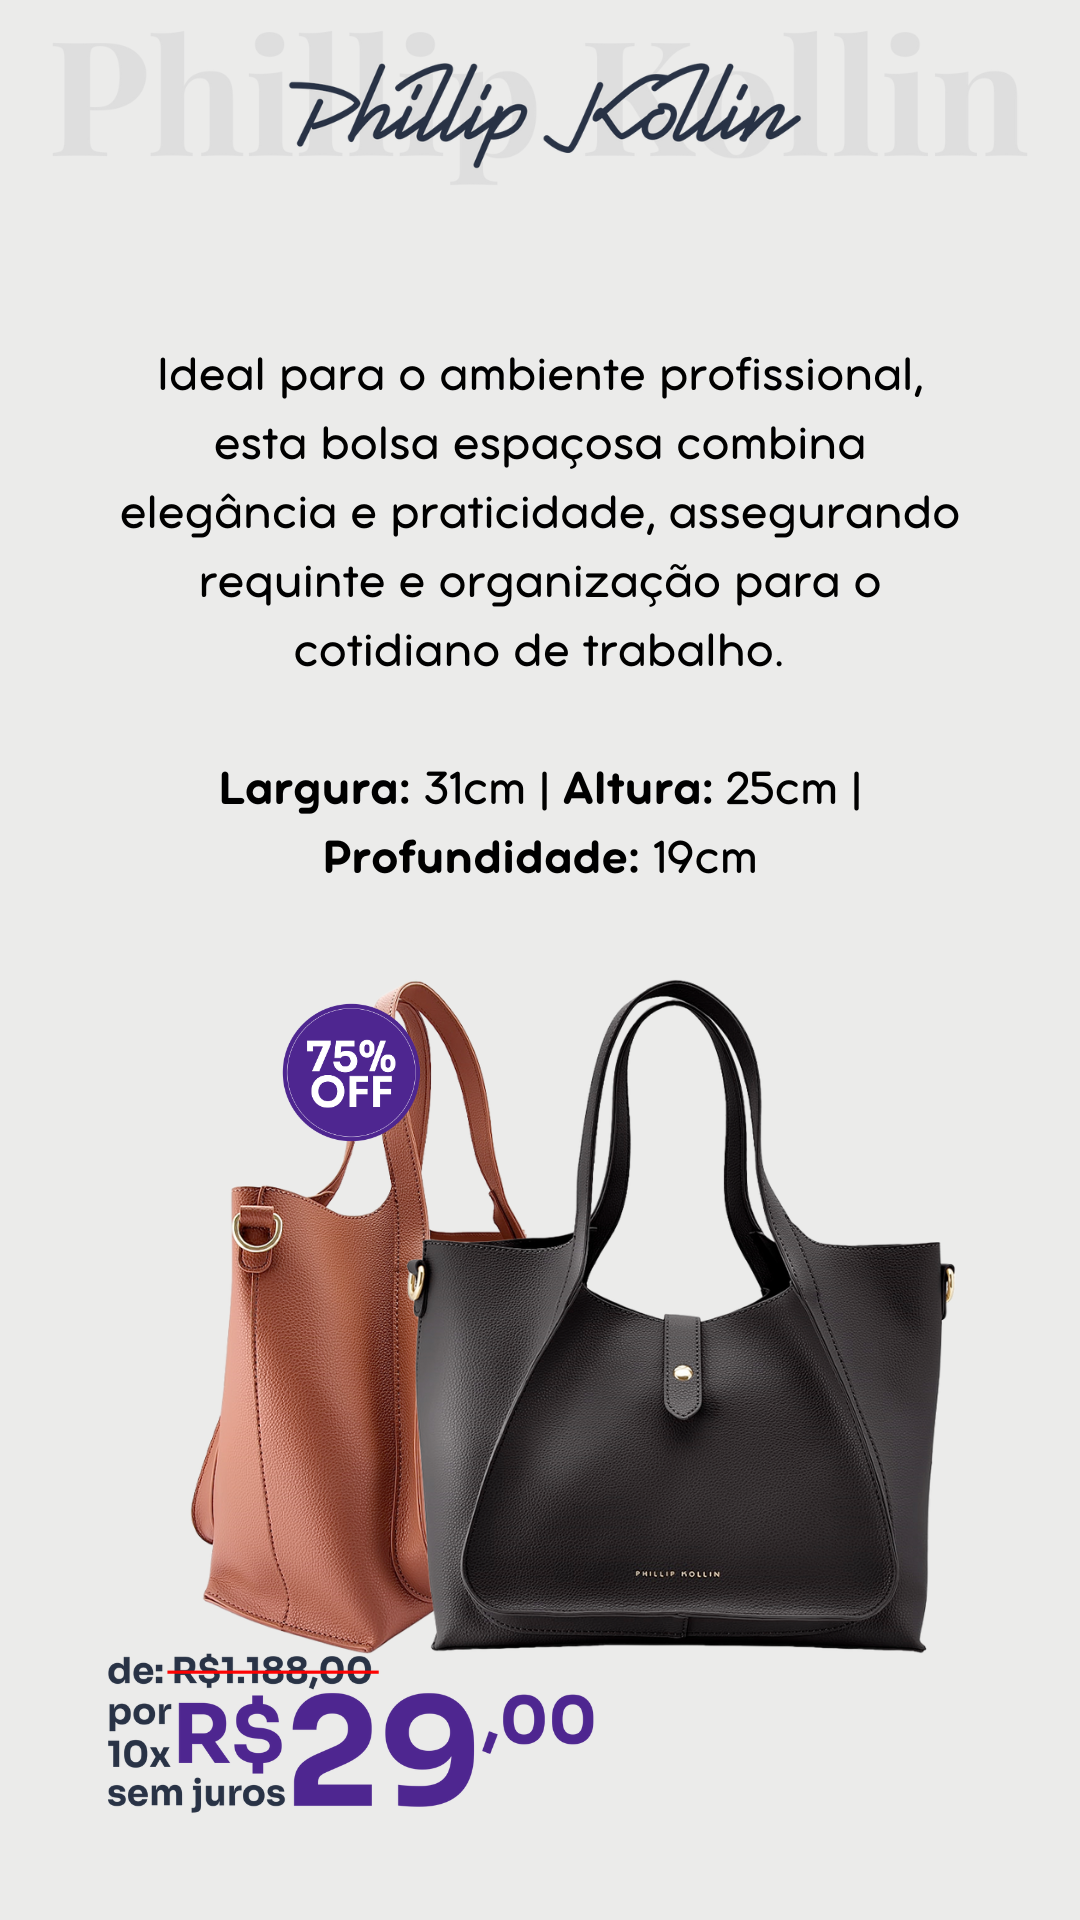 Phillip Kollin
Phillip Kollin
Ideal para o ambiente profissional,
esta bolsa espaçosa combina
elegância e praticidade, assegurando
requinte e organização para o
cotidiano de trabalho.
Largura: 31cm | Altura: 25cm |
Profundidade: 19cm
75%
OFF
PHILLIP KOLLIN
de: R$1.188,00
por
10x
sem juros
R$29,00